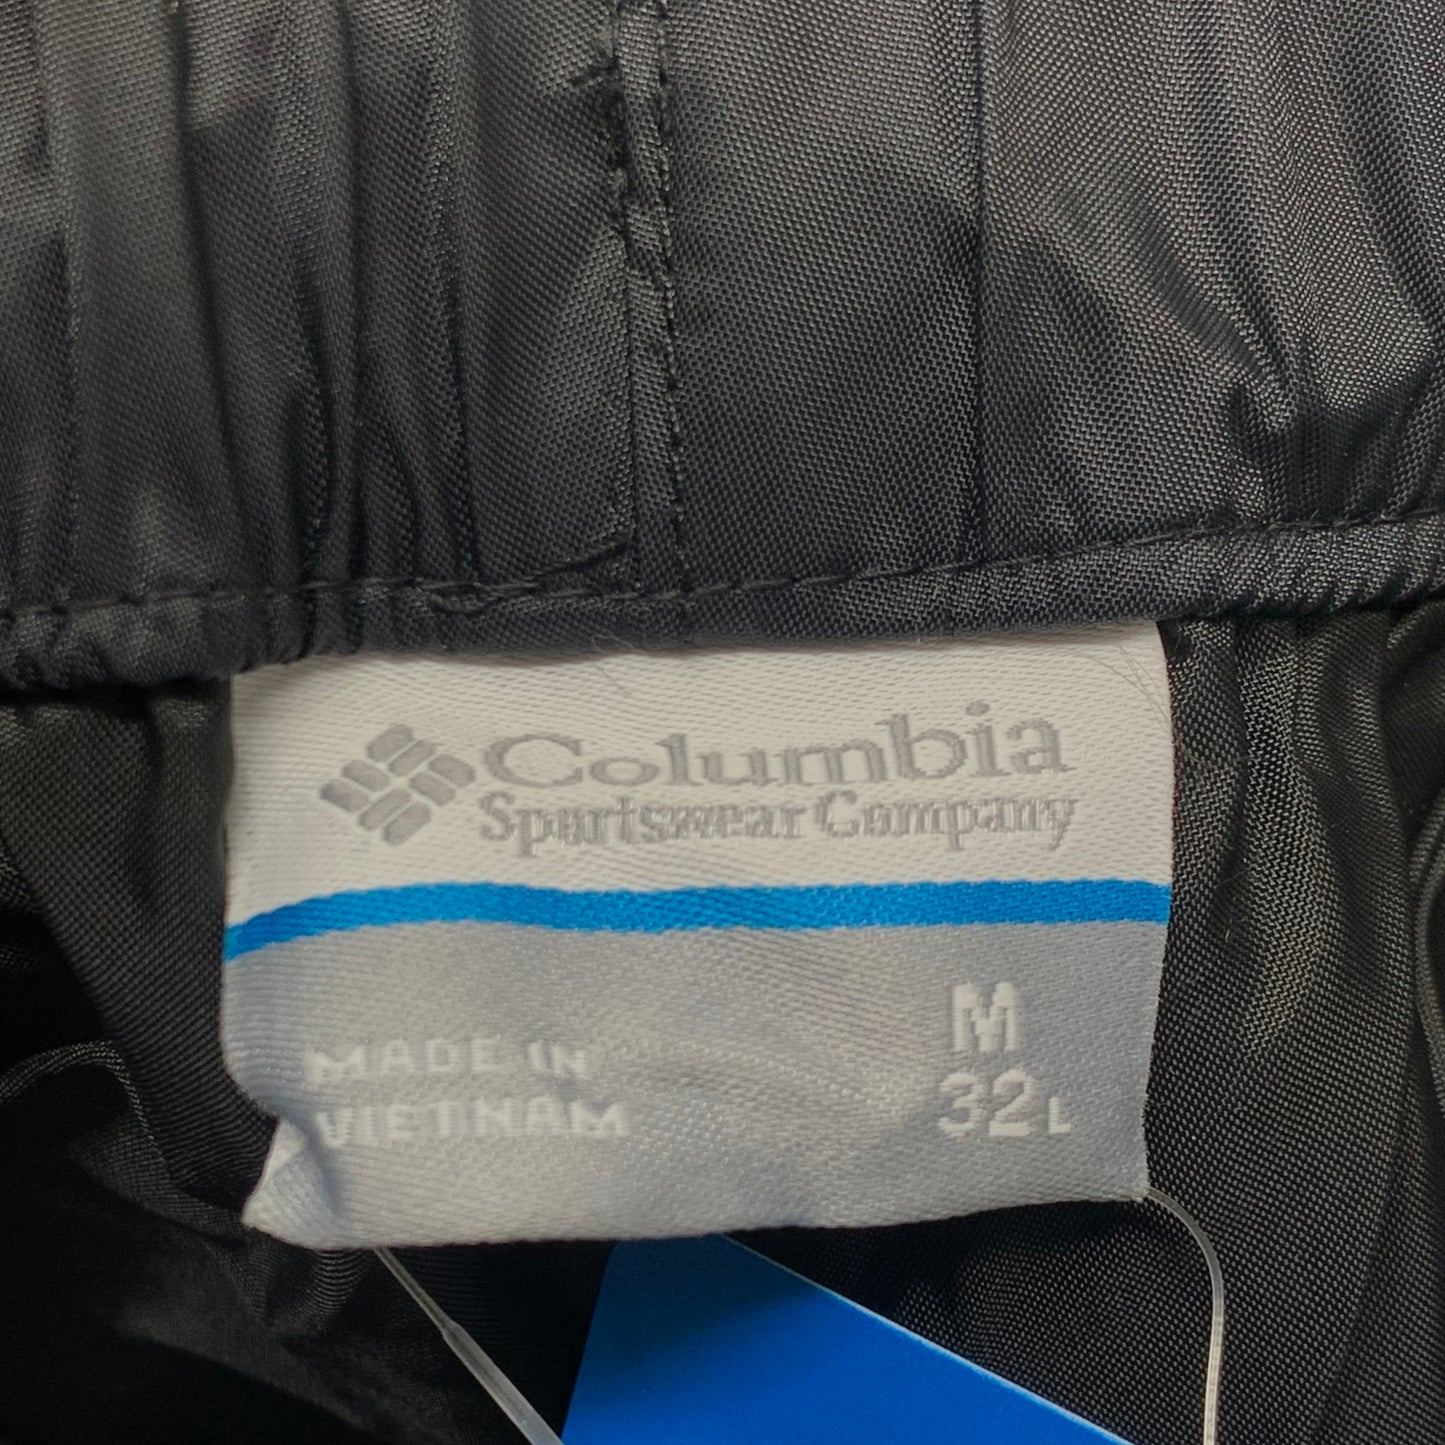 Columbia
Sportswear Company
MADE IN
VIETNAM
M
32L